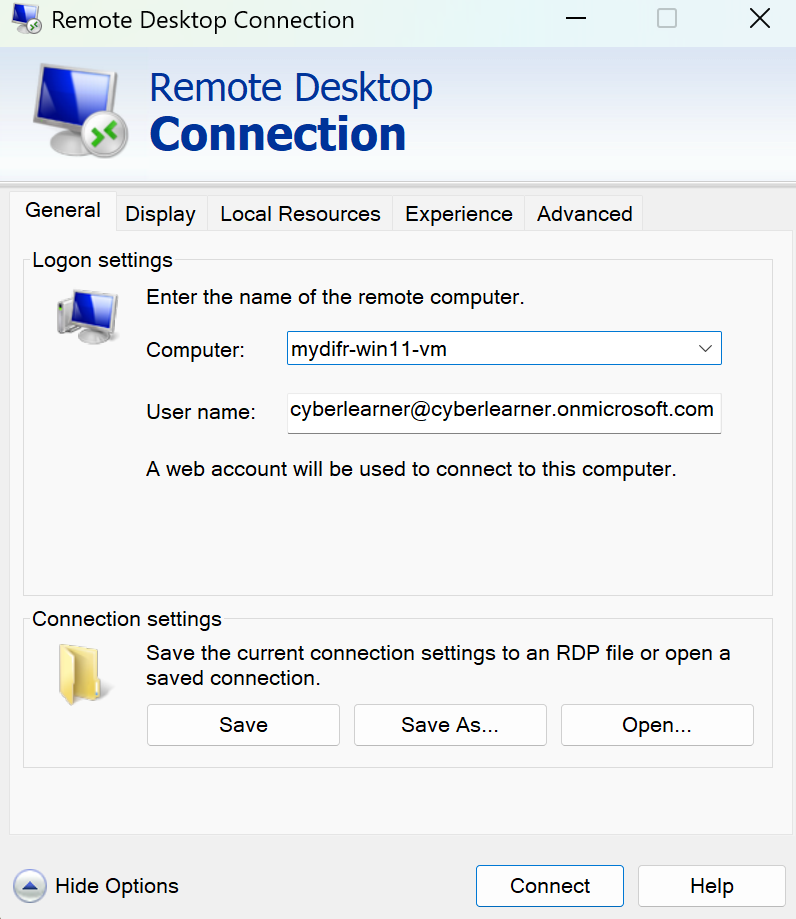 Remote Desktop Connection
Remote Desktop
Connection
General
Display
Local Resources
Experience
Advanced
Logon settings
Enter the name of the remote computer.
Computer:
mydifr-win11-vm
User name:
cyberlearner@cyberlearner.onmicrosoft.com
A web account will be used to connect to this computer.
Connection settings
Save the current connection settings to an RDP file or open a
saved connection.
Save
Save As...
Open...
Hide Options
Connect
Help